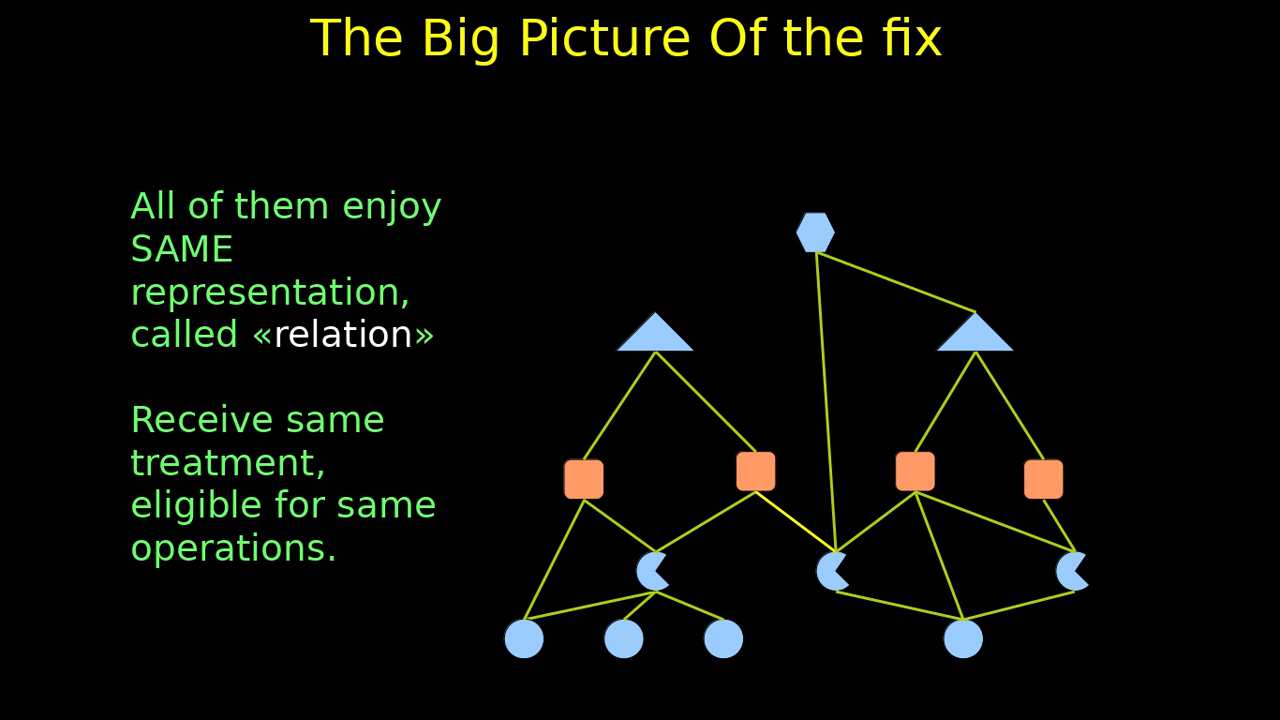 The Big Picture Of the fix
All of them enjoy
SAME
representation,
called «relation»
Receive same
treatment,
eligible for same
operations.